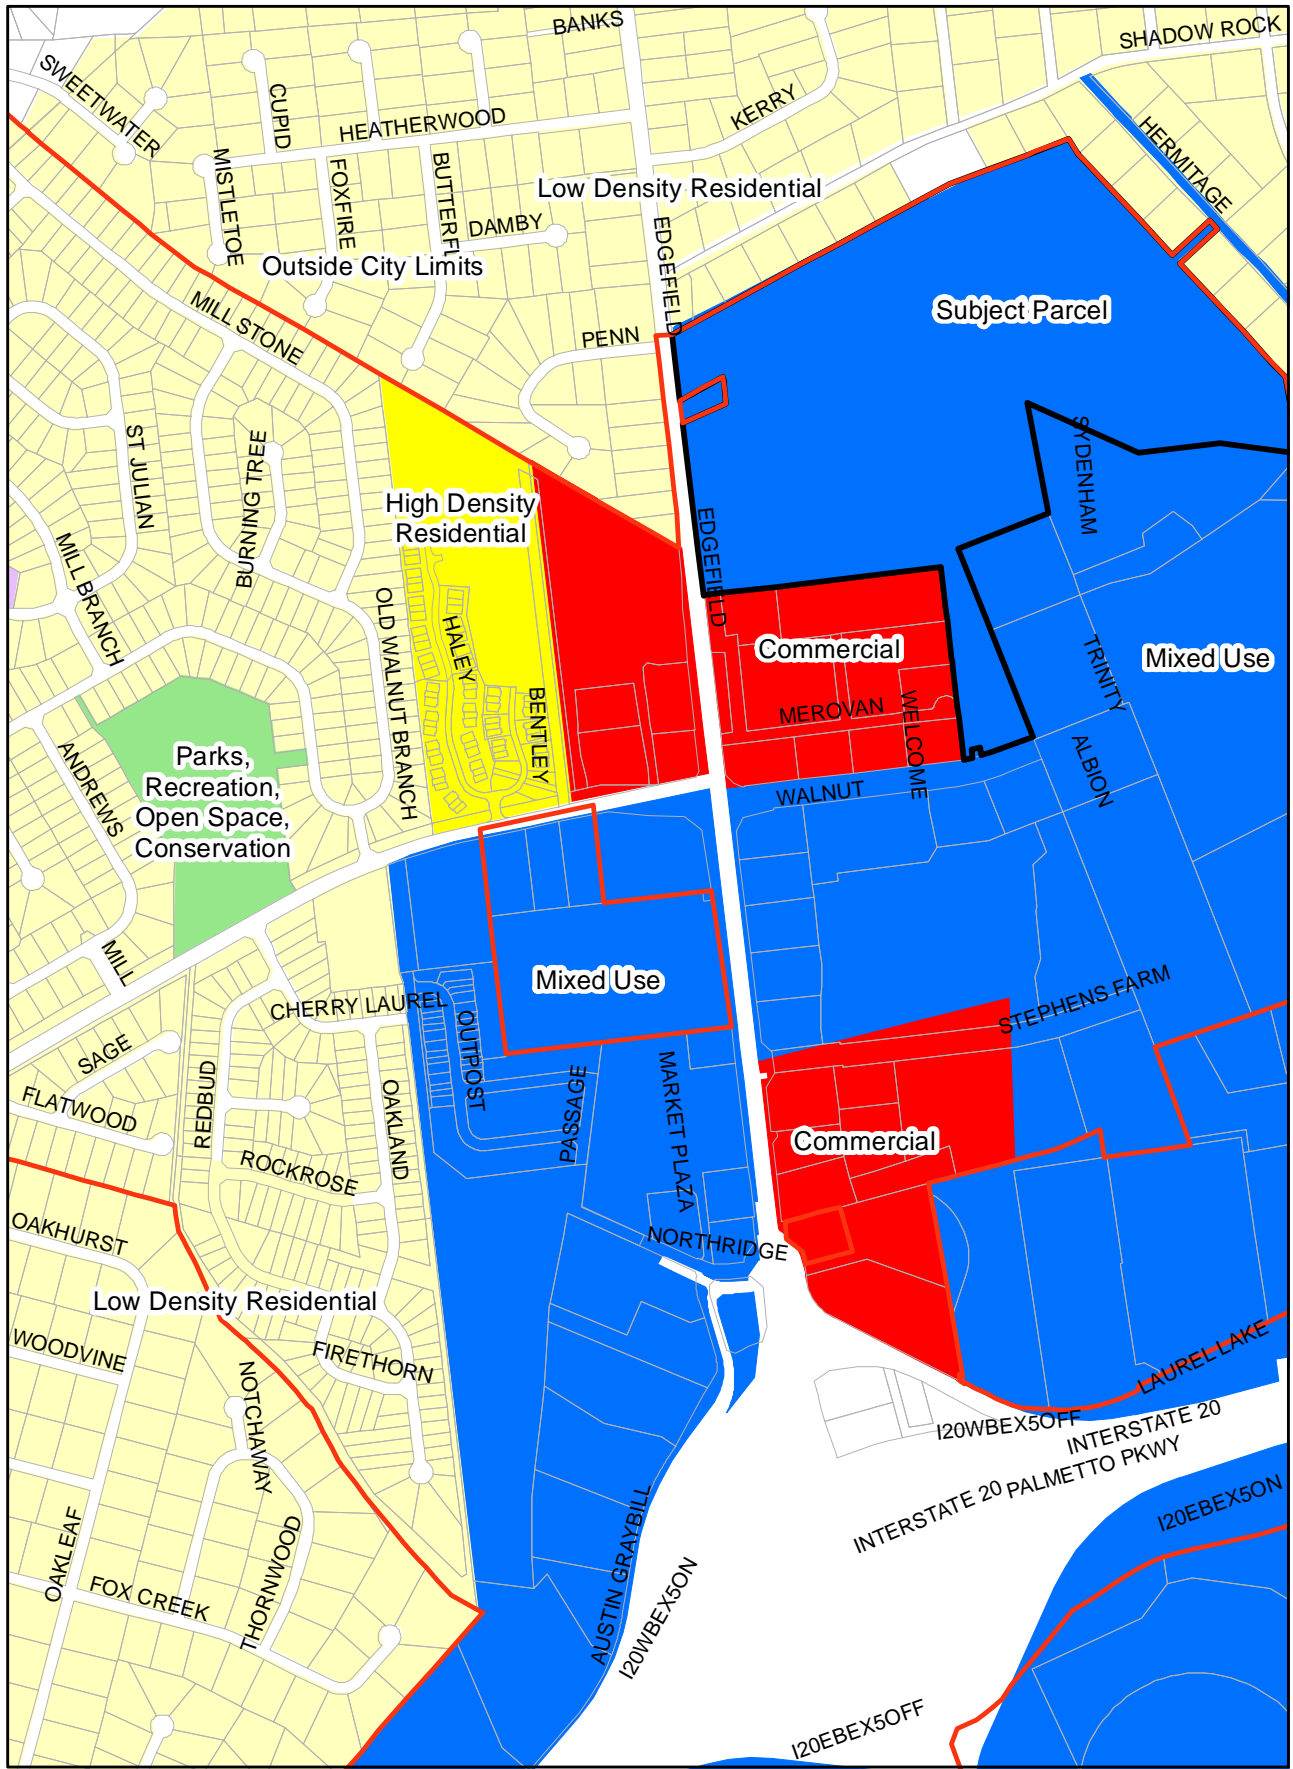 BANKS
SHADOW ROCK
SWEETWATER
CUPID
KERRY
HEATHERWOOD
HERMITAGE
MISTLETOE
FOXFIRE
BUTTERFL
Low Density Residential
DAMBY
EDGEFIELD
Outside City Limits
MILL STONE
PENN
Subject Parcel
ST JULIAN
BURNING TREE
SYDENHAM
High Density
Residential
EDGEFIELD
MILL BRANCH
OLD WALNUT BRANCH
HALEY
Commercial
TRINITY
Mixed Use
BENTLEY
MEROVAN
WELCOME
ANDREWS
Parks,
Recreation,
Open Space,
Conservation
WALNUT
ALBION
MILL
Mixed Use
CHERRY LAUREL
STEPHENS FARM
SAGE
OUTPOST
FLATWOOD
REDBUD
OAKLAND
PASSAGE
MARKET PLAZA
Commercial
ROCKROSE
OAKHURST
NORTHRIDGE
Low Density Residential
WOODVINE
FIRETHORN
NOTCHAWAY
LAUREL LAKE
I20WBEX5OFF
INTERSTATE 20
INTERSTATE 20
PALMETTO PKWY
I20EBEX5ON
OAKLEAF
FOX CREEK
THORNWOOD
AUSTIN GRAYBILL
I20WBEX5ON
I20EBEX5OFF